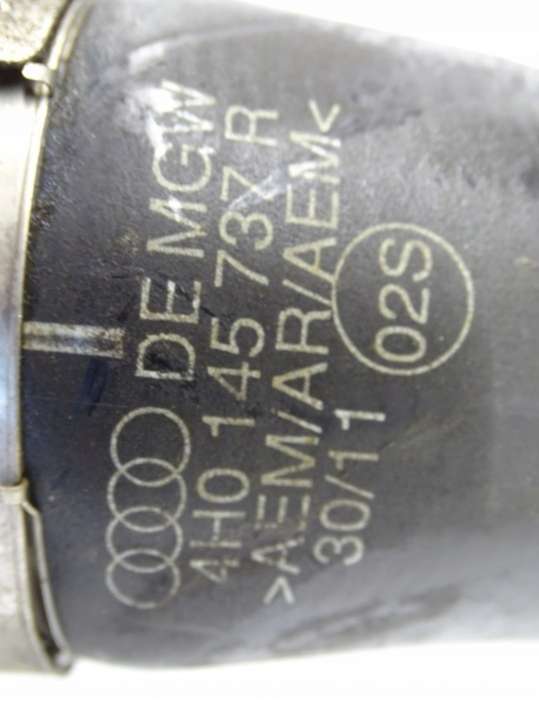 DE MGW
4H0 145 737 R
>AEM/AR/AEM<
30/11
02S